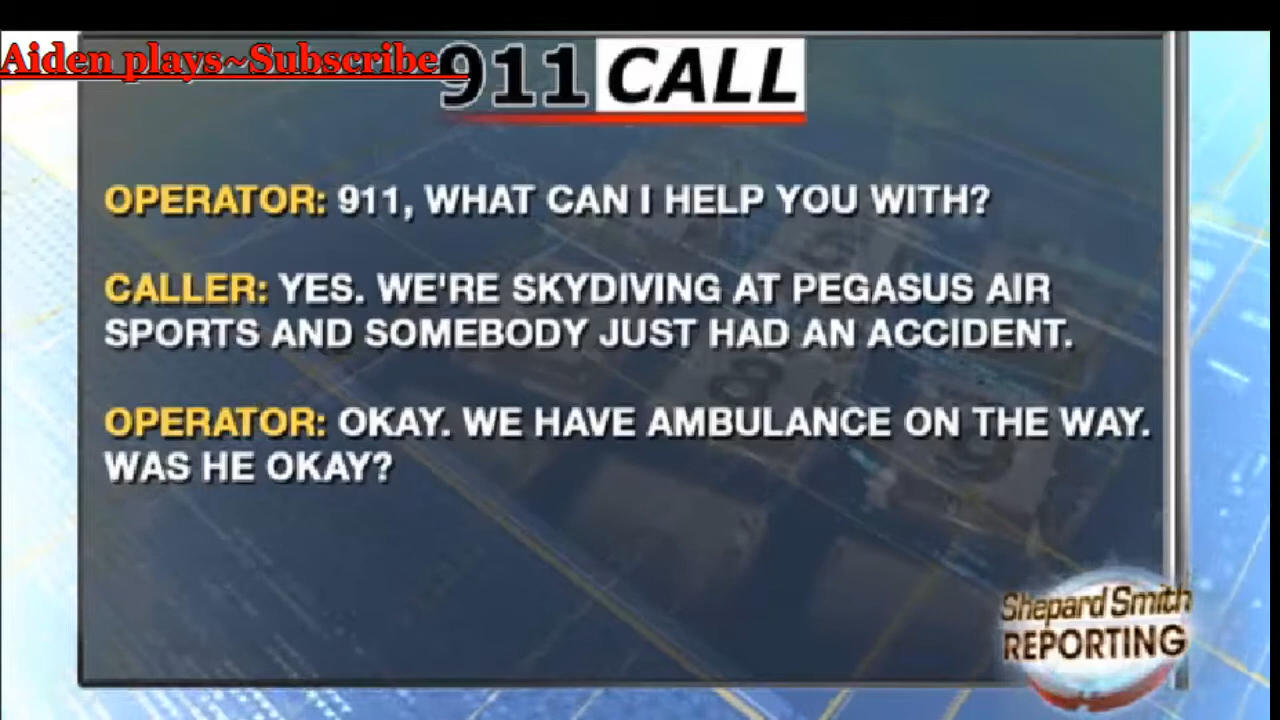 Aiden plays~Subscribe
911 CALL
OPERATOR: 911, WHAT CAN I HELP YOU WITH?
CALLER: YES. WE'RE SKYDIVING AT PEGASUS AIR
SPORTS AND SOMEBODY JUST HAD AN ACCIDENT.
OPERATOR: OKAY. WE HAVE AMBULANCE ON THE WAY.
WAS HE OKAY?
Shepard Smith
REPORTING